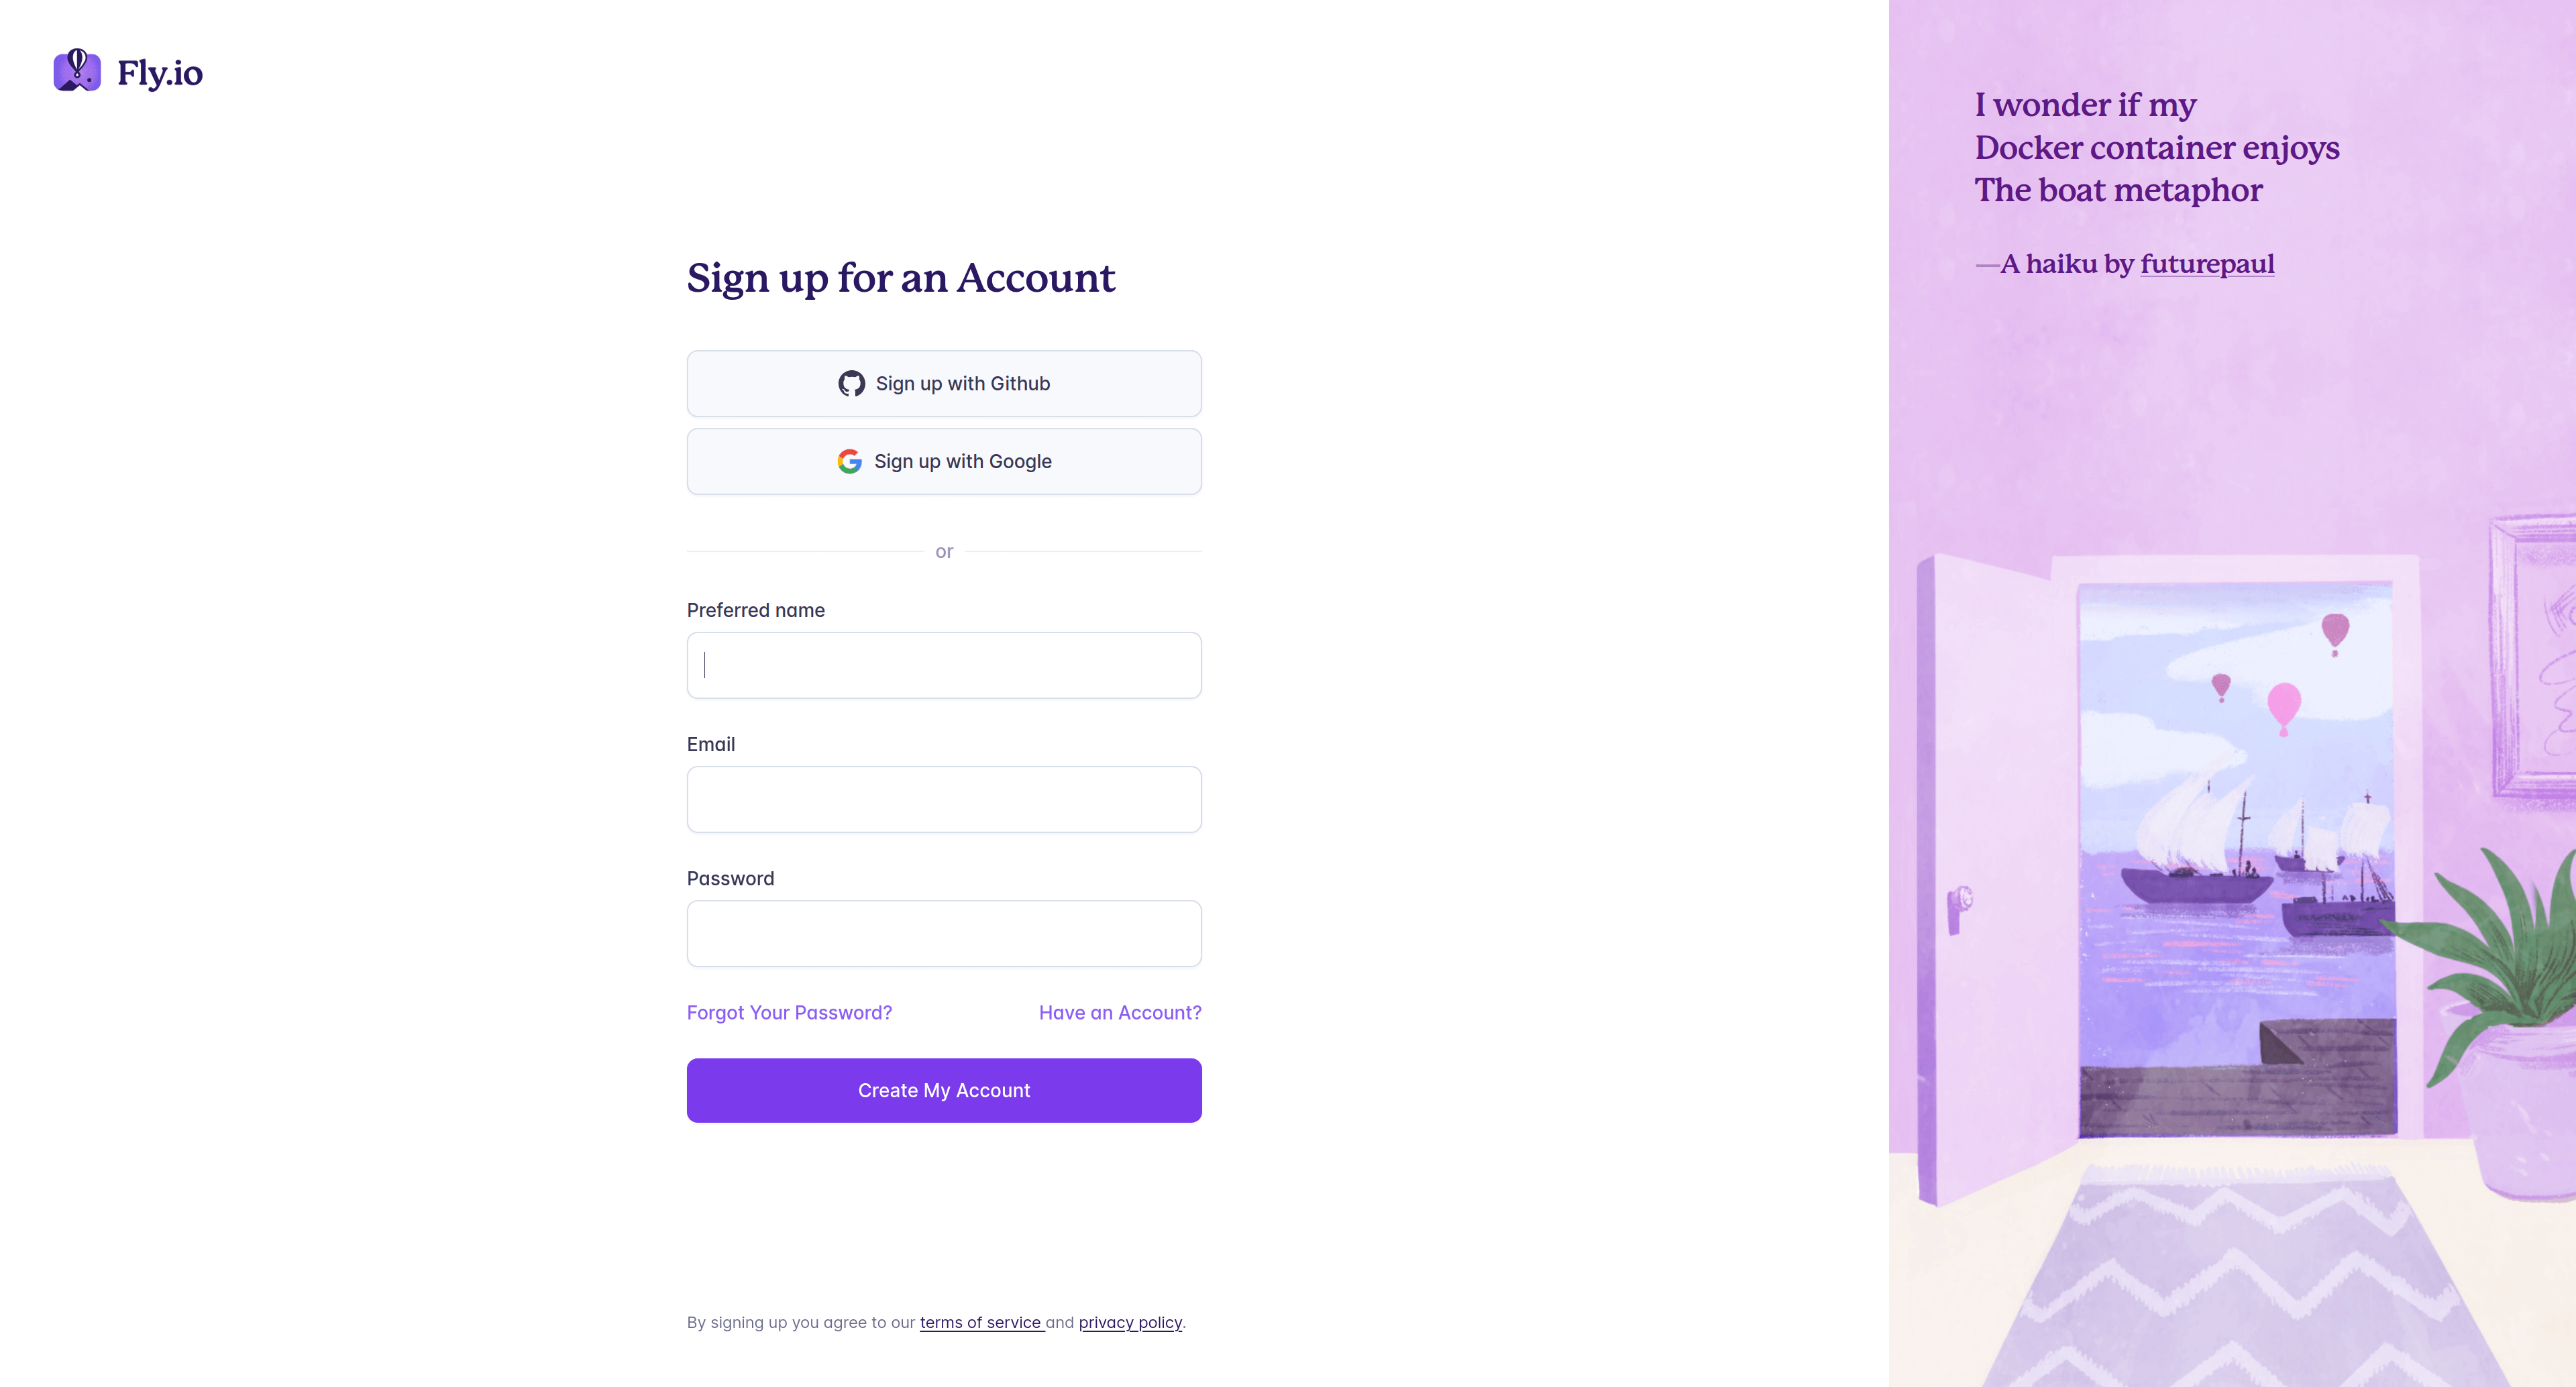 Fly.io
Sign up for an Account
Sign up with Github
Sign up with Google
or
Preferred name
Email
Password
Forgot Your Password? Have an Account?
Create My Account
By signing up you agree to our terms of service and privacy policy.
I wonder if my
Docker container enjoys
The boat metaphor
—A haiku by futurepaul